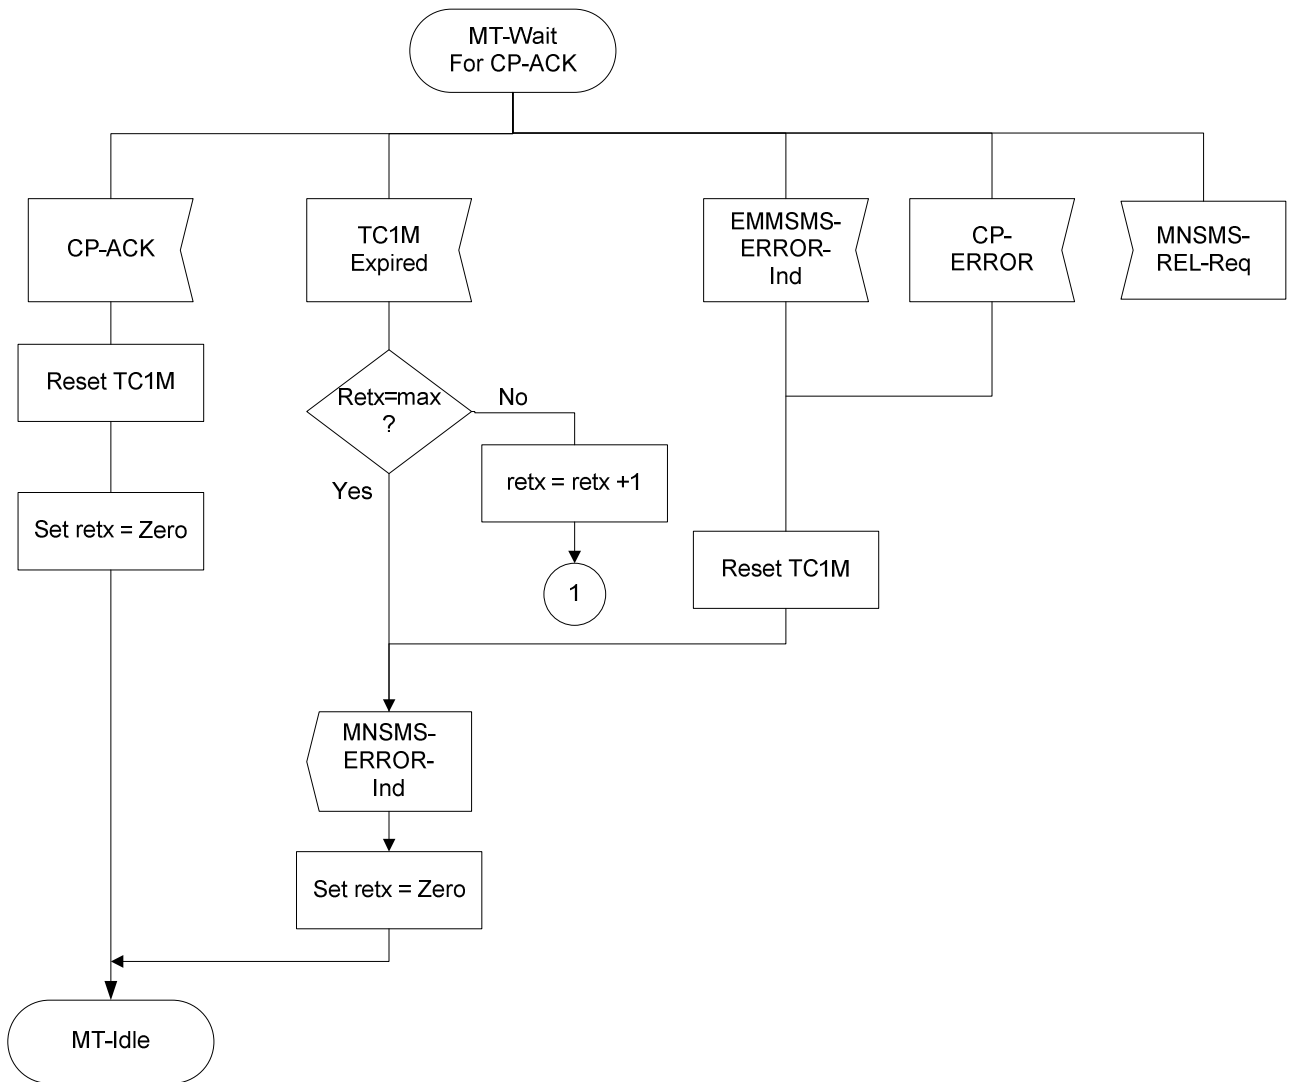 MT-Wait
For CP-ACK
CP-ACK
TC1M
Expired
EMMSMS-
ERROR-
Ind
CP-
ERROR
MNSMS-
REL-Req
Reset TC1M
Retx=max
?
No
Yes
retx = retx +1
Set retx = Zero
1
Reset TC1M
MNSMS-
ERROR-
Ind
Set retx = Zero
MT-Idle